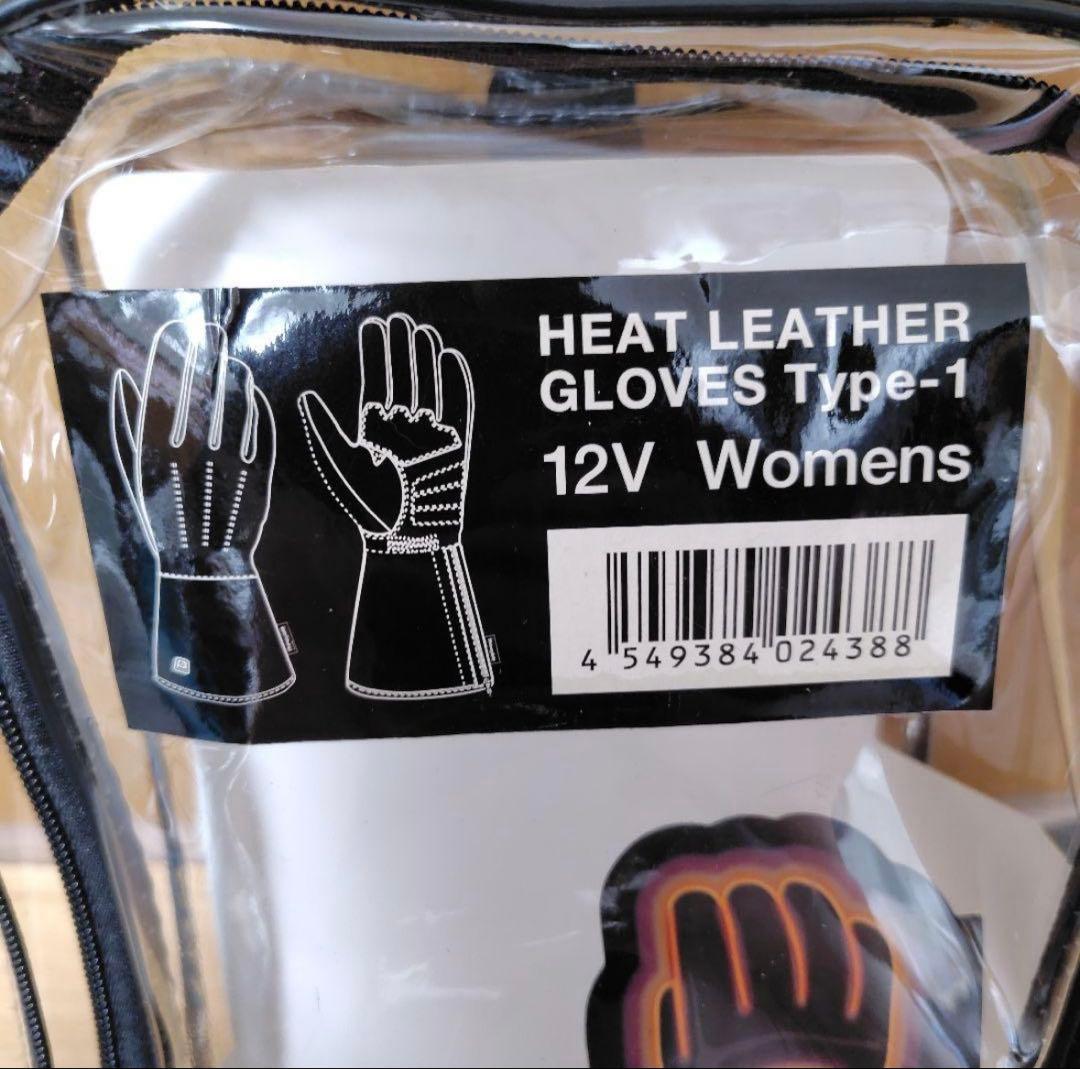 HEAT LEATHER
GLOVES Type-1
12V Womens
4 549384 024388